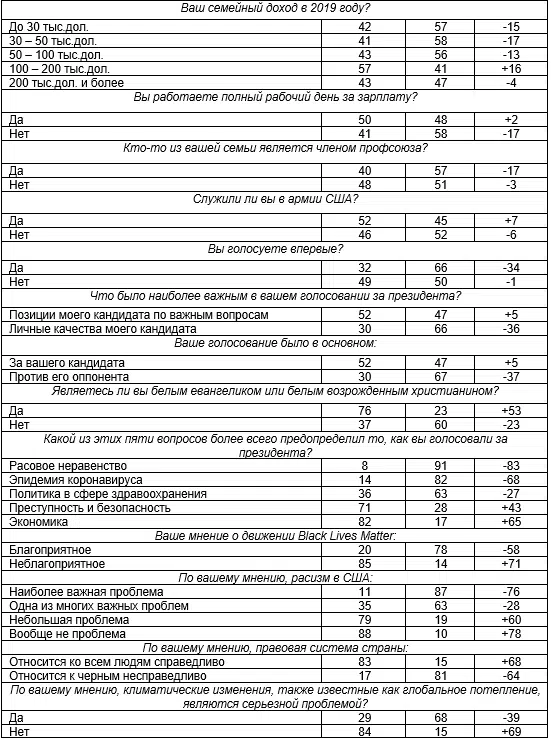 Ваш семейный доход в 2019 году?
До 30 тыс.дол. 42 57 -15
30 – 50 тыс.дол. 41 58 -17
50 – 100 тыс.дол. 43 56 -13
100 – 200 тыс.дол. 57 41 +16
200 тыс.дол. и более 43 47 -4
Вы работаете полный рабочий день за зарплату?
Да 50 48 +2
Нет 41 58 -17
Кто-то из вашей семьи является членом профсоюза?
Да 40 57 -17
Нет 48 51 -3
Служили ли вы в армии США?
Да 52 45 +7
Нет 46 52 -6
Вы голосуете впервые?
Да 32 66 -34
Нет 49 50 -1
Что было наиболее важным в вашем голосовании за президента?
Позиции моего кандидата по важным вопросам 52 47 +5
Личные качества моего кандидата 30 66 -36
Ваше голосование было в основном:
За вашего кандидата 52 47 +5
Против его оппонента 30 67 -37
Являетесь ли вы белым евангеликом или белым возрожденным христианином?
Да 76 23 +53
Нет 37 60 -23
Какой из этих пяти вопросов более всего предопределил то, как вы голосовали за
президента?
Расовое неравенство 8 91 -83
Эпидемия коронавируса 14 82 -68
Политика в сфере здравоохранения 36 63 -27
Преступность и безопасность 71 28 +43
Экономика 82 17 +65
Ваше мнение о движении Black Lives Matter:
Благоприятное 20 78 -58
Неблагоприятное 85 14 +71
По вашему мнению, расизм в США:
Наиболее важная проблема 11 87 -76
Одна из многих важных проблем 35 63 -28
Небольшая проблема 79 19 +60
Вообще не проблема 88 10 +78
По вашему мнению, правовая система страны:
Относится ко всем людям справедливо 83 15 +68
Относится к черным несправедливо 17 81 -64
По вашему мнению, климатические изменения, также известные как глобальное потепление,
являются серьезной проблемой?
Да 29 68 -39
Нет 84 15 +69